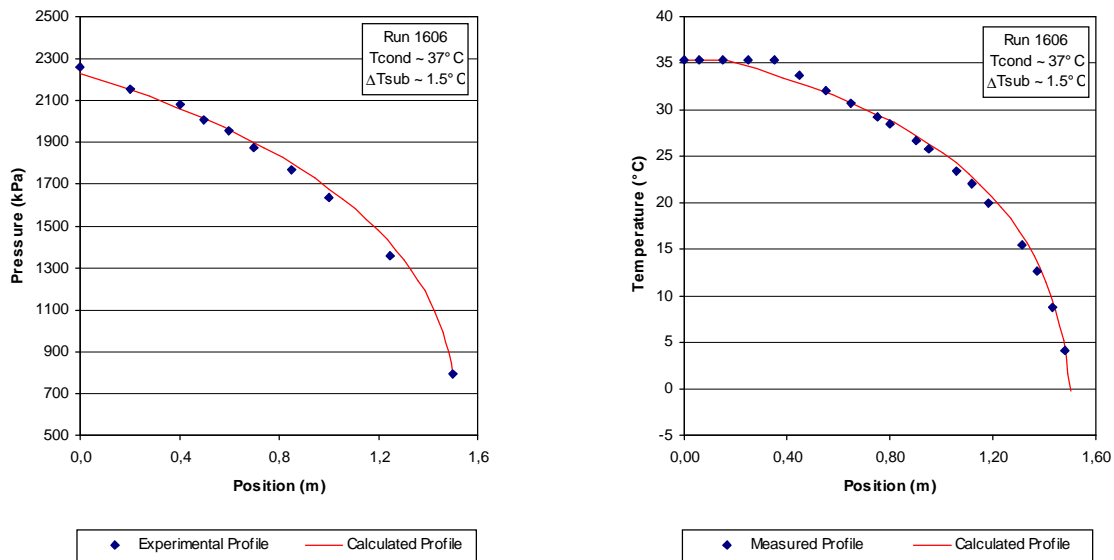 2500
2300
2100
1900
1700
1500
1300
1100
900
700
500
Pressure (kPa)
Run 1606
Tcond ~ 37°C
ΔTsub ~ 1.5°C
0,0 0,4 0,8 1,2 1,6
Position (m)
Experimental Profile Calculated Profile
40
35
30
25
20
15
10
5
0
-5
Temperature (°C)
Run 1606
Tcond ~ 37°C
ΔTsub ~ 1.5°C
0,00 0,40 0,80 1,20 1,60
Position (m)
Measured Profile Calculated Profile